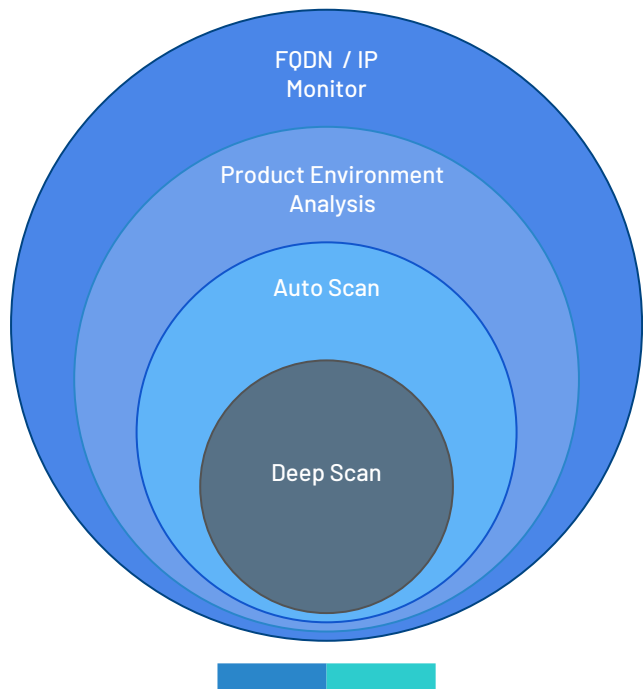 FQDN / IP
Monitor
Product Environment
Analysis
Auto Scan
Deep Scan